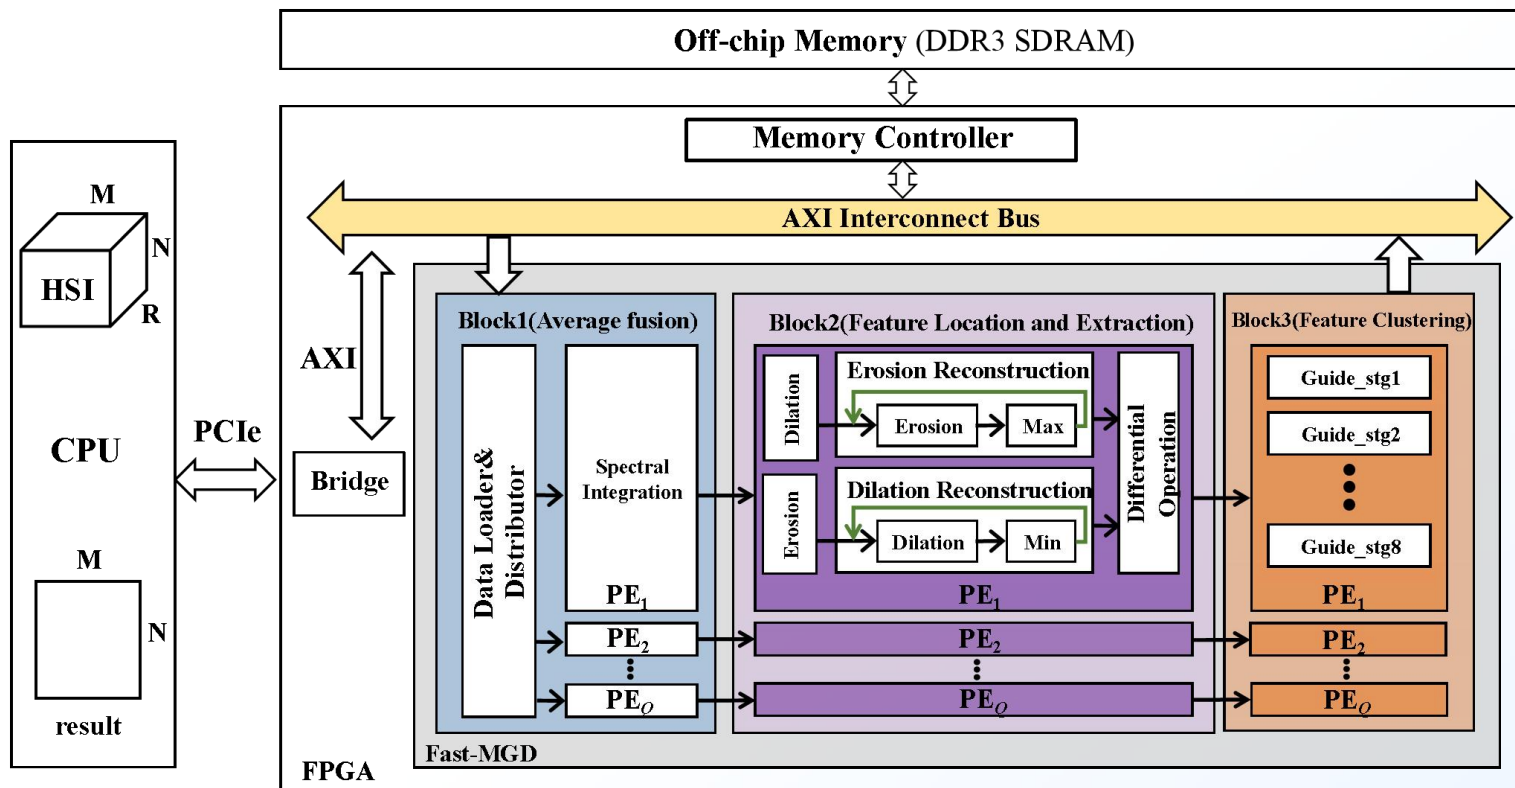 Off-chip Memory (DDR3 SDRAM)
Memory Controller
AXI Interconnect Bus
M
N
HSI
R
CPU
M
N
result
PCIe
AXI
Bridge
FPGA
Fast-MGD
Block1(Average fusion)
Data Loader&
Distributor
Spectral
Integration
PE1
PE2
PEQ
Block2(Feature Location and Extraction)
Dilation
Erosion Reconstruction
Erosion
Max
Erosion
Dilation Reconstruction
Dilation
Min
Differential
Operation
PE1
PE2
PEQ
Block3(Feature Clustering)
Guide_stg1
Guide_stg2
Guide_stg8
PE1
PE2
PEQ